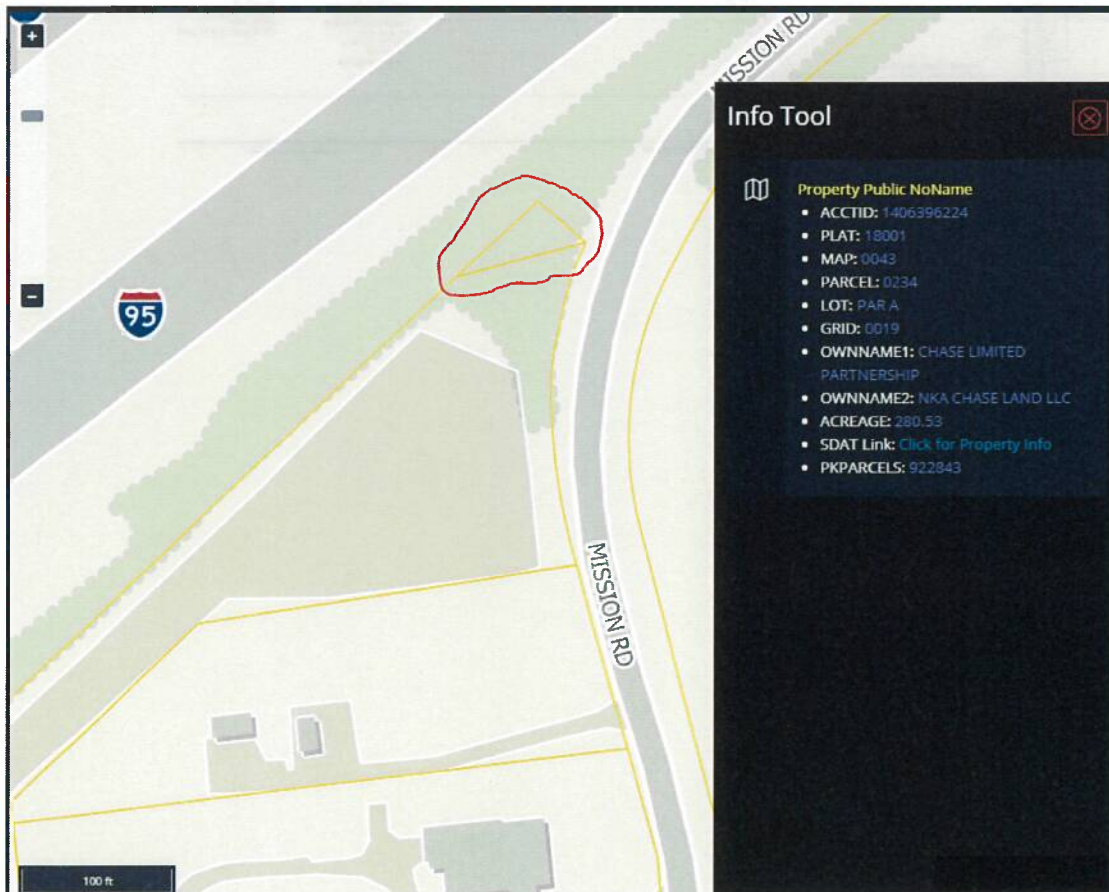 +
−
95
MISSION RD
MISSION RD
100 ft
Info Tool
Property Public NoName
• ACCTID: 1406396224
• PLAT: 18001
• MAP: 0043
• PARCEL: 0234
• LOT: PAR A
• GRID: 0019
• OWNNAME1: CHASE LIMITED
PARTNERSHIP
• OWNNAME2: NKA CHASE LAND LLC
• ACREAGE: 280.53
• SDAT Link: Click for Property Info
• PKPARCELS: 922843